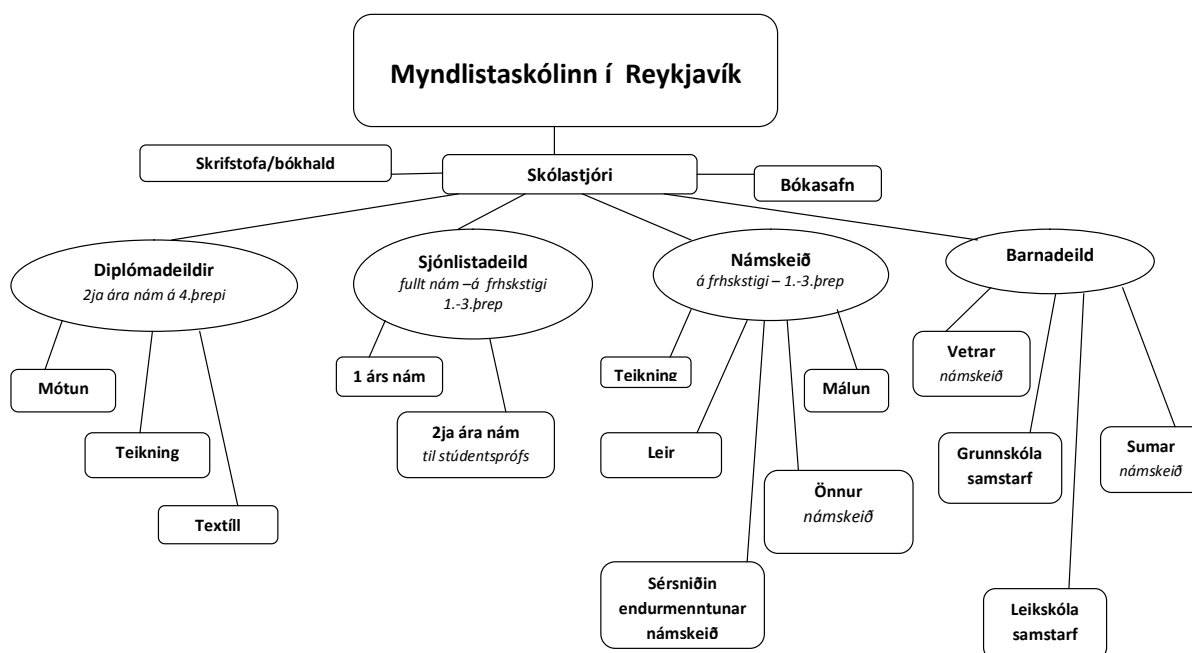 Myndlistaskólinn í Reykjavík
Skrifstofa/bókhald
Skólastjóri
Bókasafn
Diplómadeildir
2ja ára nám á 4.þrepi
Sjónlistadeild
fullt nám –á frhskstigi
1.-3.þrep
Námskeið
á frhskstigi – 1.-3.þrep
Barnadeild
Mótun
Teikning
Textíll
1 árs nám
2ja ára nám
til stúdentsprófs
Teikning
Leir
Sérsniðin
endurmenntunar
námskeið
Önnur
námskeið
Málun
Vetrar
námskeið
Grunnskóla
samstarf
Leikskóla
samstarf
Sumar
námskeið